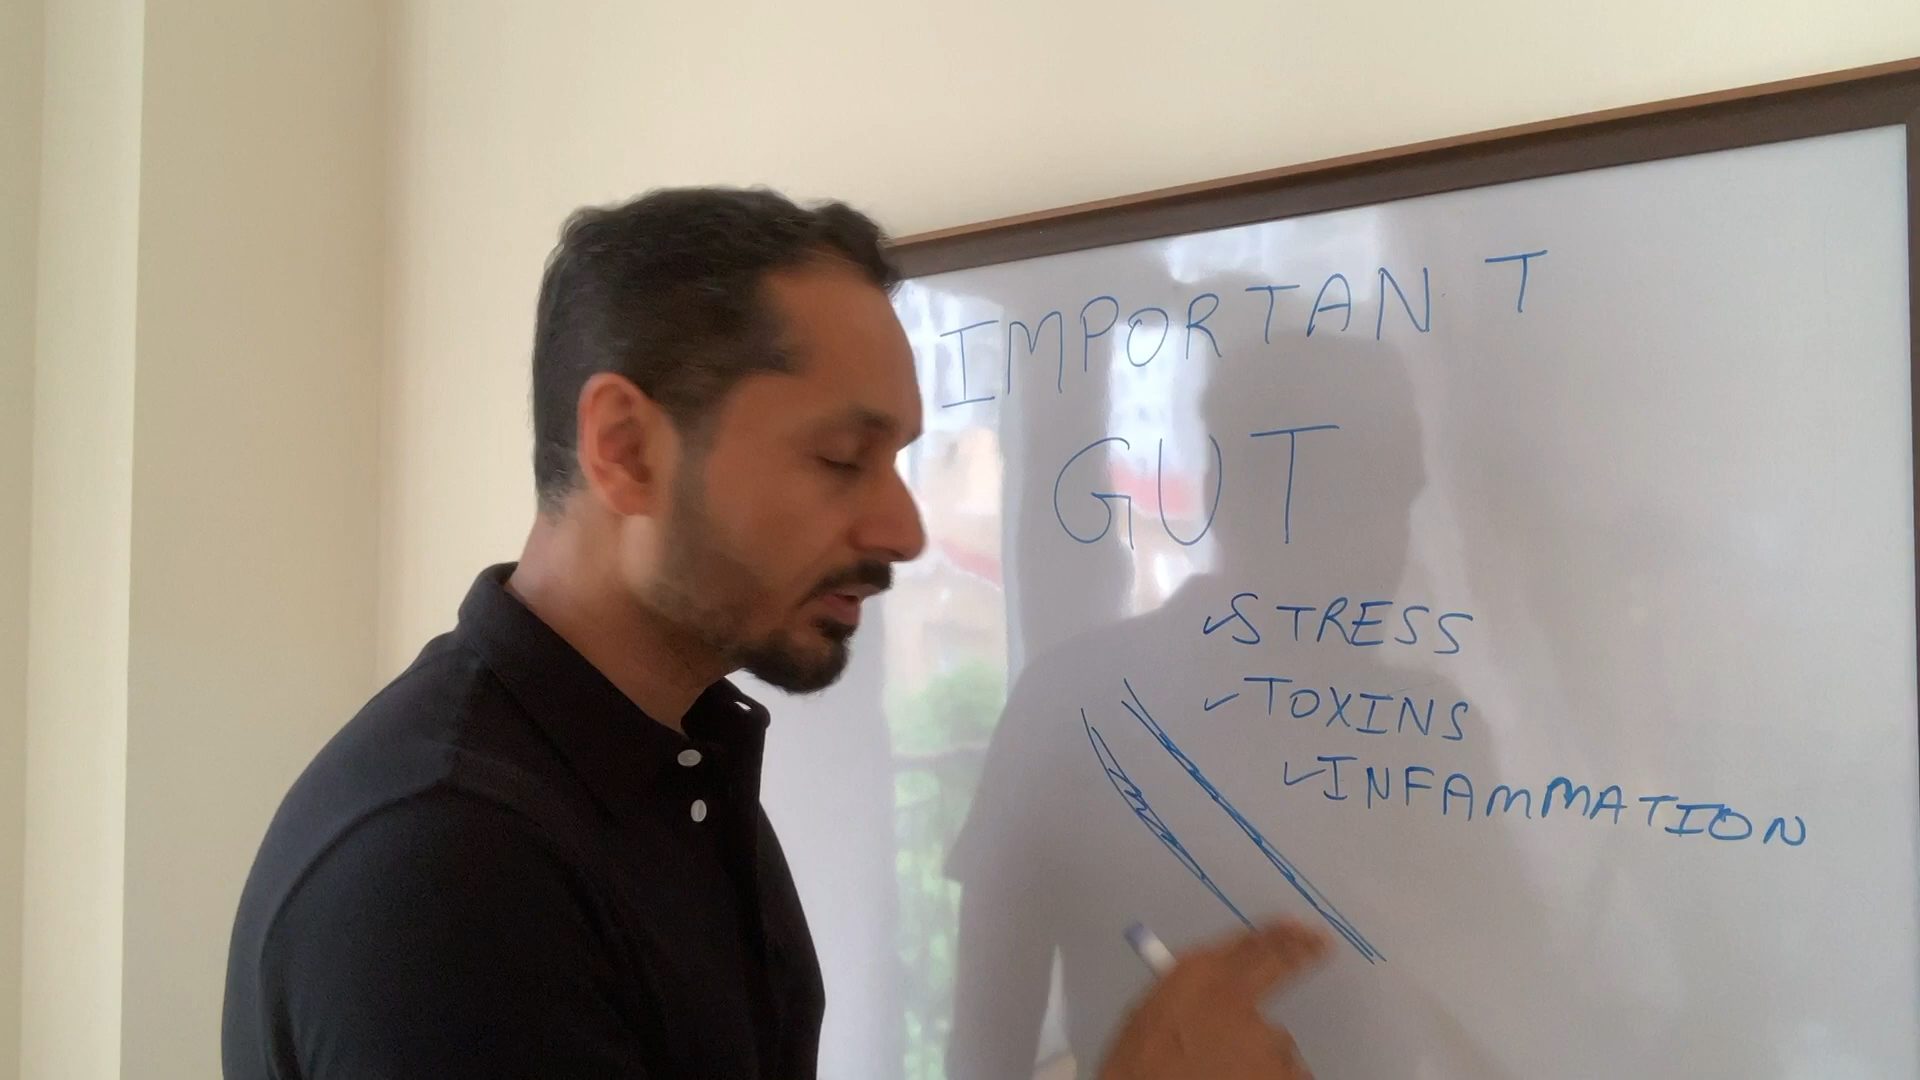 IMPORTANT
GUT
✓STRESS
✓TOXINS
✓INFAMMATION